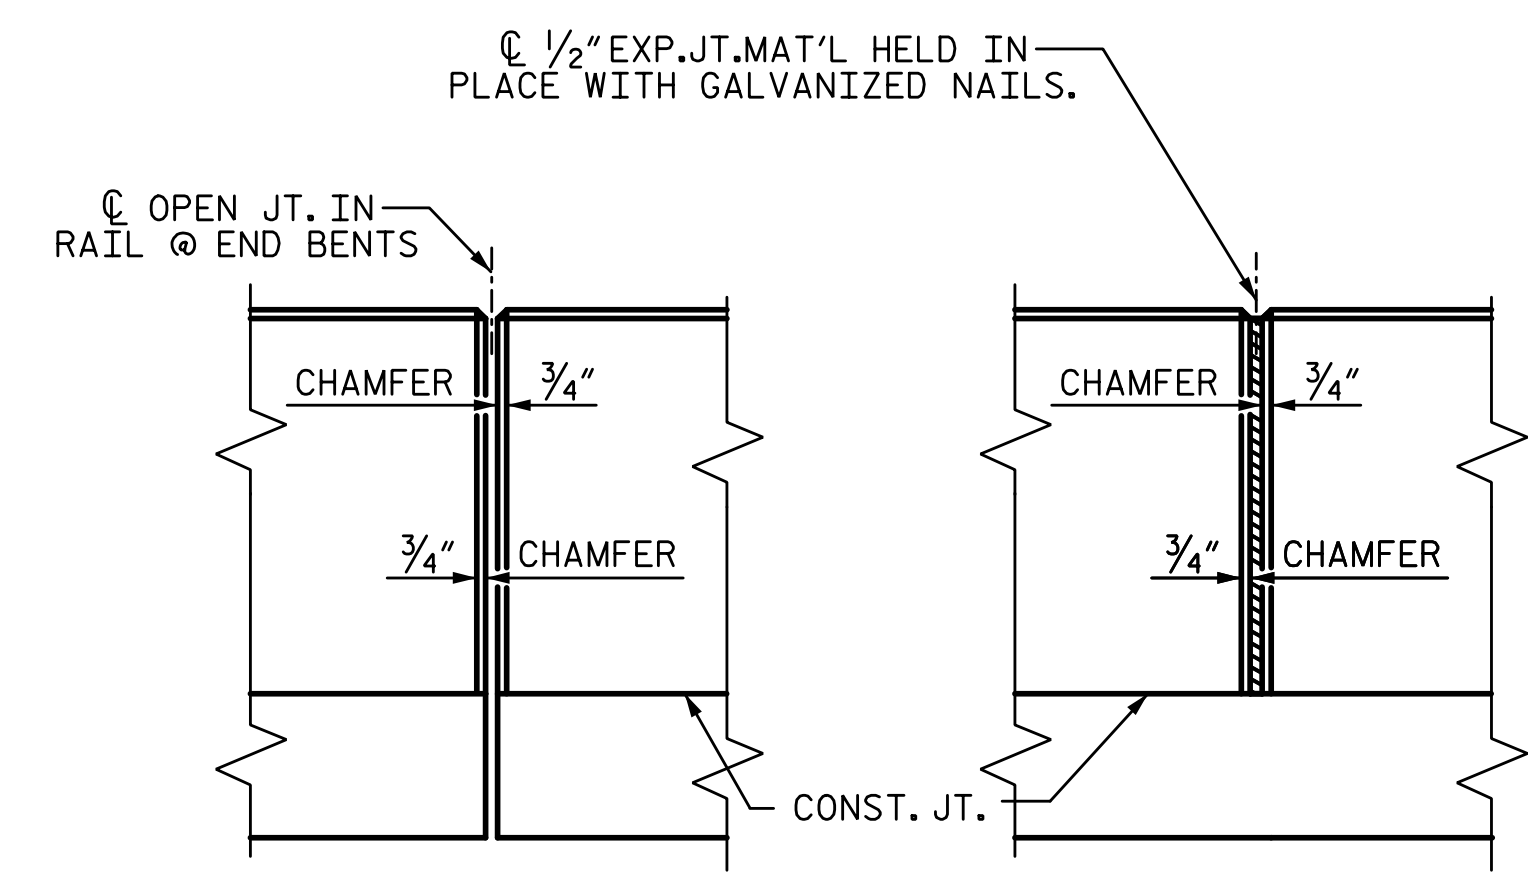 ℄ 1/2" EXP.JT.MAT'L HELD IN
PLACE WITH GALVANIZED NAILS.
℄ OPEN JT. IN
RAIL @ END BENTS
CHAMFER 3/4"
CHAMFER 3/4"
3/4" CHAMFER
3/4" CHAMFER
CONST. JT.